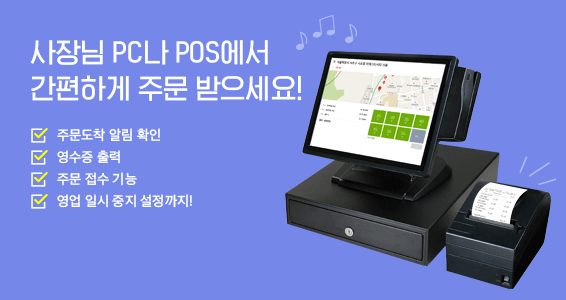 사장님 PC나 POS에서
간편하게 주문 받으세요!
주문도착 알림 확인
영수증 출력
주문 접수 기능
영업 일시 중지 설정까지!